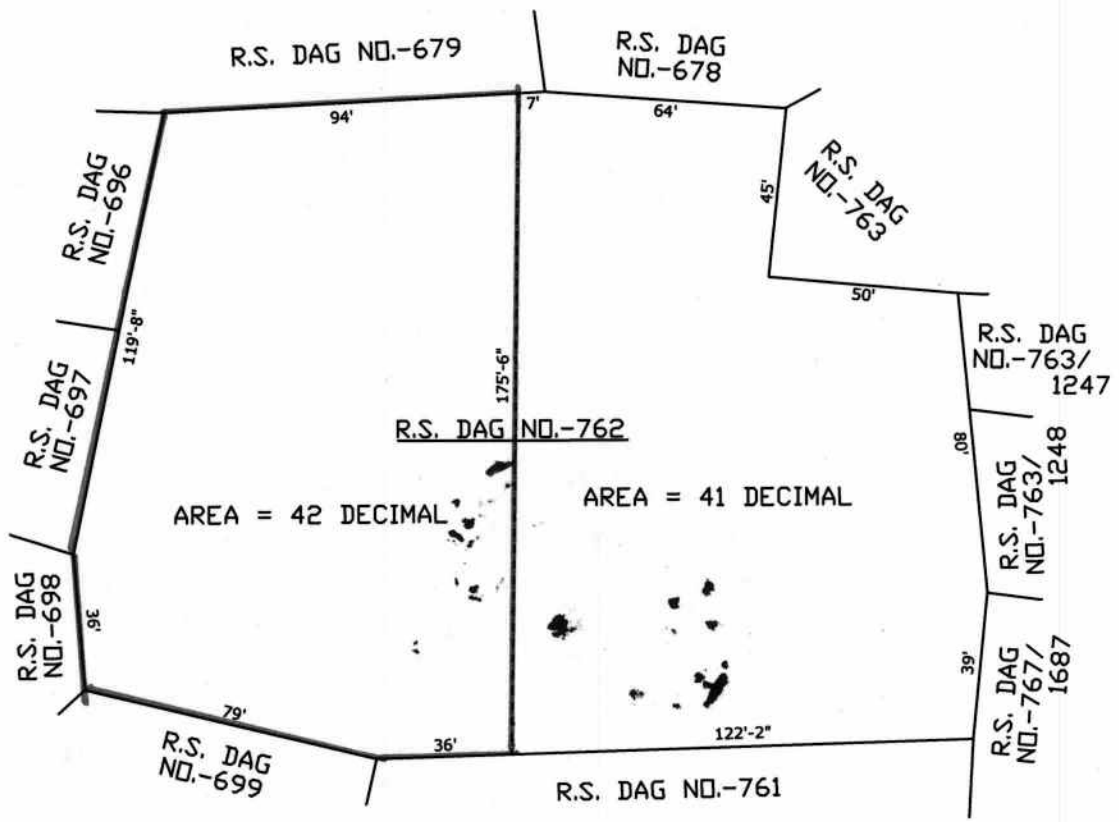 R.S. DAG NO.-679
R.S. DAG
NO.-678
94'
7'
64'
R.S. DAG
NO.-696
45'
R.S. DAG
NO.-763
50'
119'-8"
R.S. DAG
NO.-697
175'-6"
R.S. DAG
NO.-763/
1247
R.S. DAG NO.-762
80'
AREA = 42 DECIMAL
AREA = 41 DECIMAL
R.S. DAG
NO.-763/
1248
R.S. DAG
NO.-698
36'
39'
R.S. DAG
NO.-767/
1687
79'
36'
122'-2"
R.S. DAG
NO.-699
R.S. DAG NO.-761